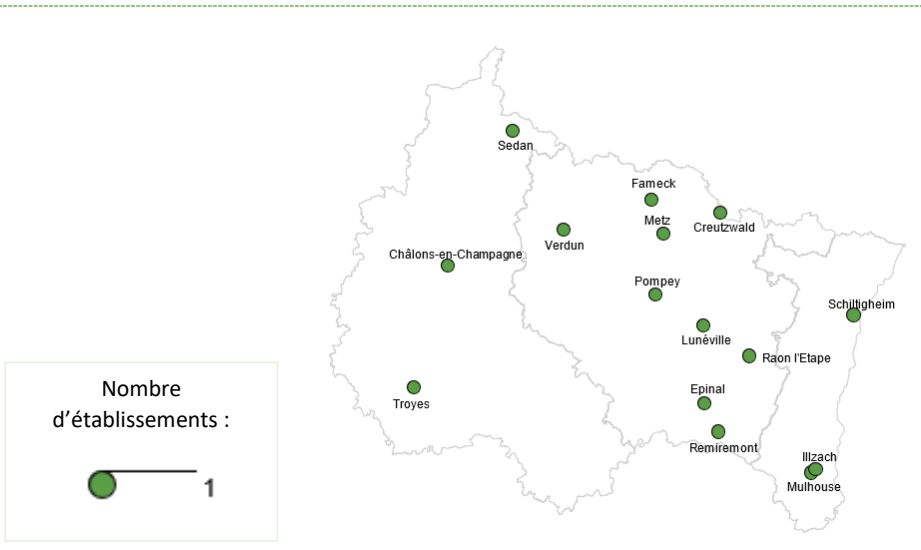 Sedan
Fameck
Metz
Creutzwald
Verdun
Châlons-en-Champagne
Pompey
Schiltigheim
Lunéville
Raon l'Etape
Nombre
d'établissements :
Troyes
Epinal
Remiremont
Illzach
Mulhouse
1